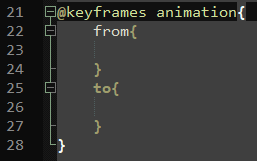 21 @keyframes animation{
22 from{
23
24 }
25 to{
26
27 }
28 }